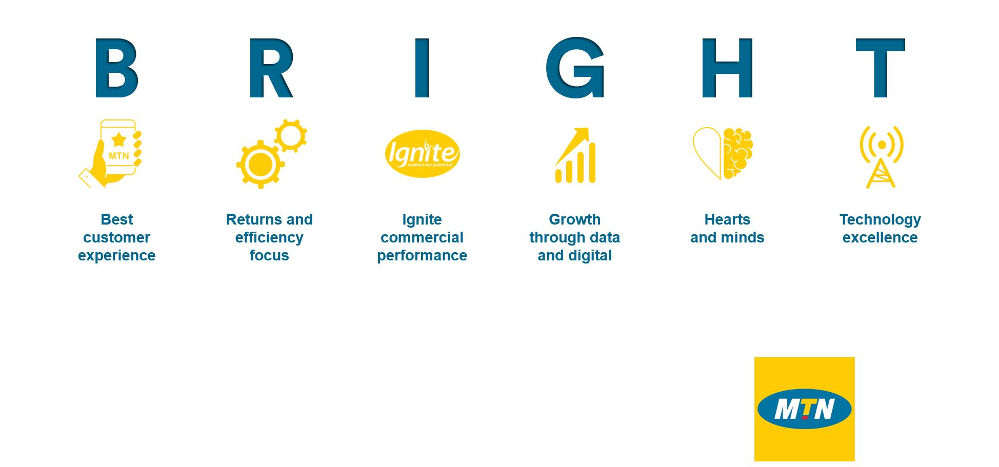 B R I G H T
MTN
Ignite
awaken our potential
Best
customer
experience
Returns and
efficiency
focus
Ignite
commercial
performance
Growth
through data
and digital
Hearts
and minds
Technology
excellence
MTN